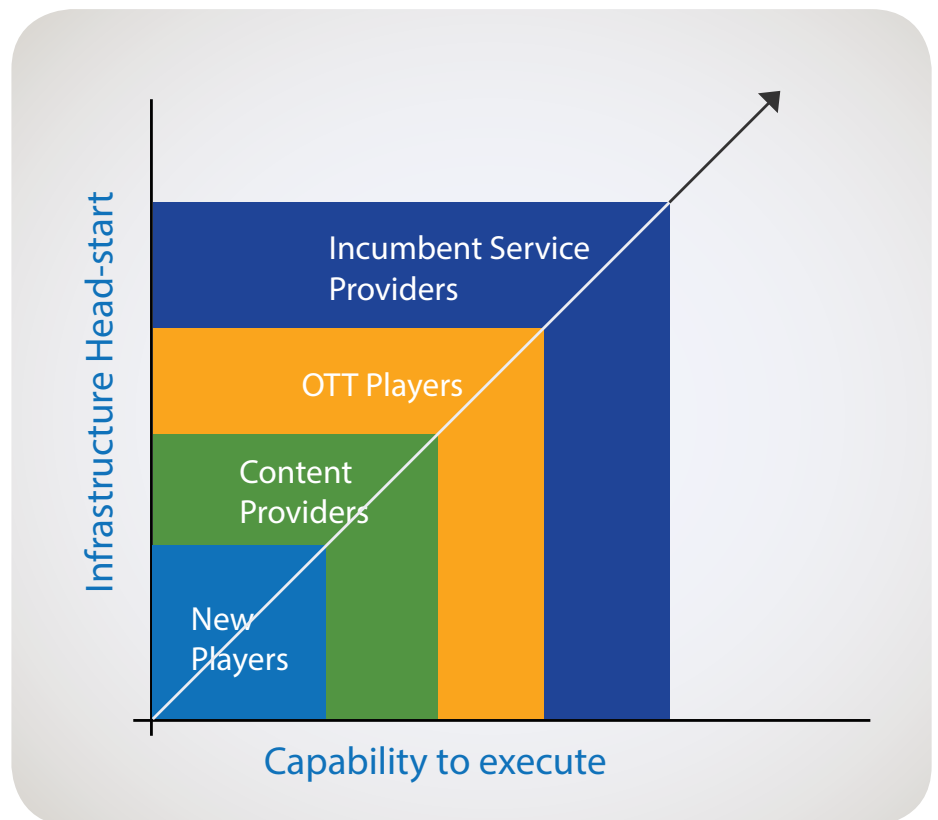 Infrastructure Head-start
Incumbent Service
Providers
OTT Players
Content
Providers
New
Players
Capability to execute